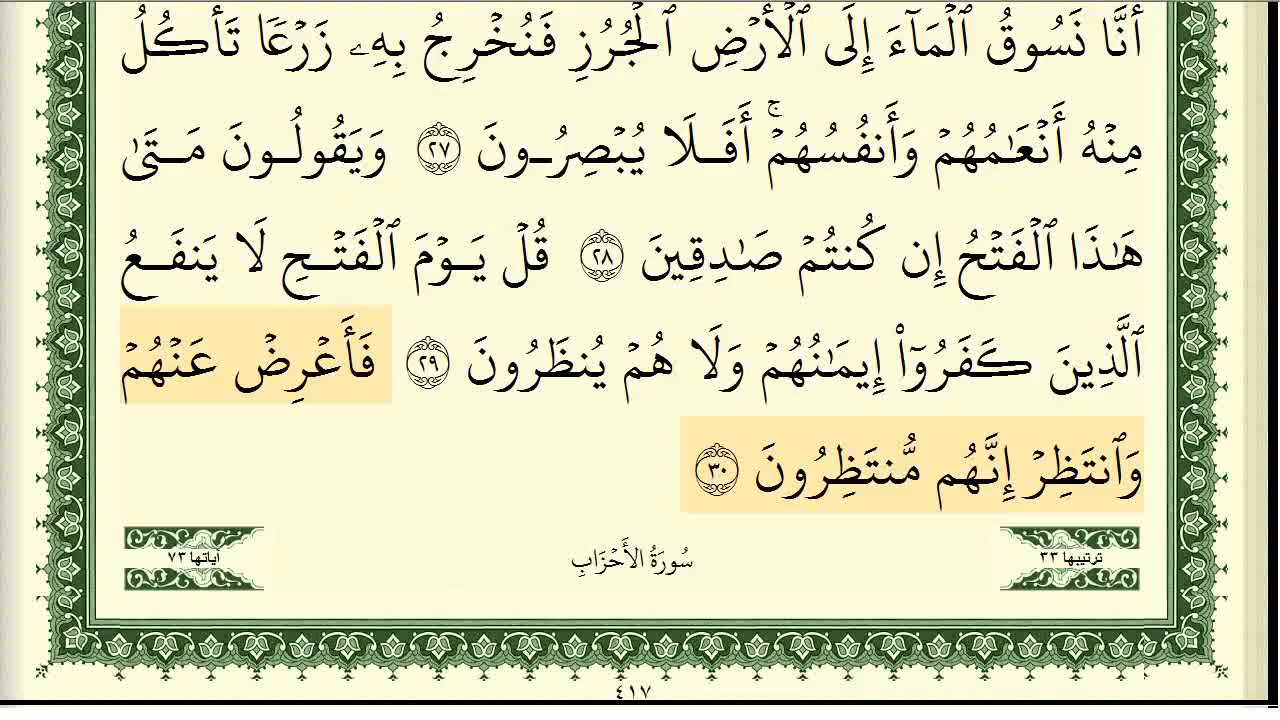 أَنَّا نَسُوقُ ٱلْمَآءَ إِلَى ٱلْأَرْضِ ٱلْجُرُزِ فَنُخْرِجُ بِهِۦ زَرْعًا تَأْكُلُ
مِنْهُ أَنْعَٰمُهُمْ وَأَنفُسُهُمْ ۚ أَفَلَا يُبْصِرُونَ ٢٧ وَيَقُولُونَ مَتَىٰ
هَٰذَا ٱلْفَتْحُ إِن كُنتُمْ صَٰدِقِينَ ٢٨ قُلْ يَوْمَ ٱلْفَتْحِ لَا يَنفَعُ
ٱلَّذِينَ كَفَرُوٓا۟ إِيمَٰنُهُمْ وَلَا هُمْ يُنظَرُونَ ٢٩ فَأَعْرِضْ عَنْهُمْ
وَٱنتَظِرْ إِنَّهُم مُّنتَظِرُونَ ٣٠
ترتيبها ٣٣ سُورَةُ الأَحْزَابِ آياتها ٧٣
٤١٧